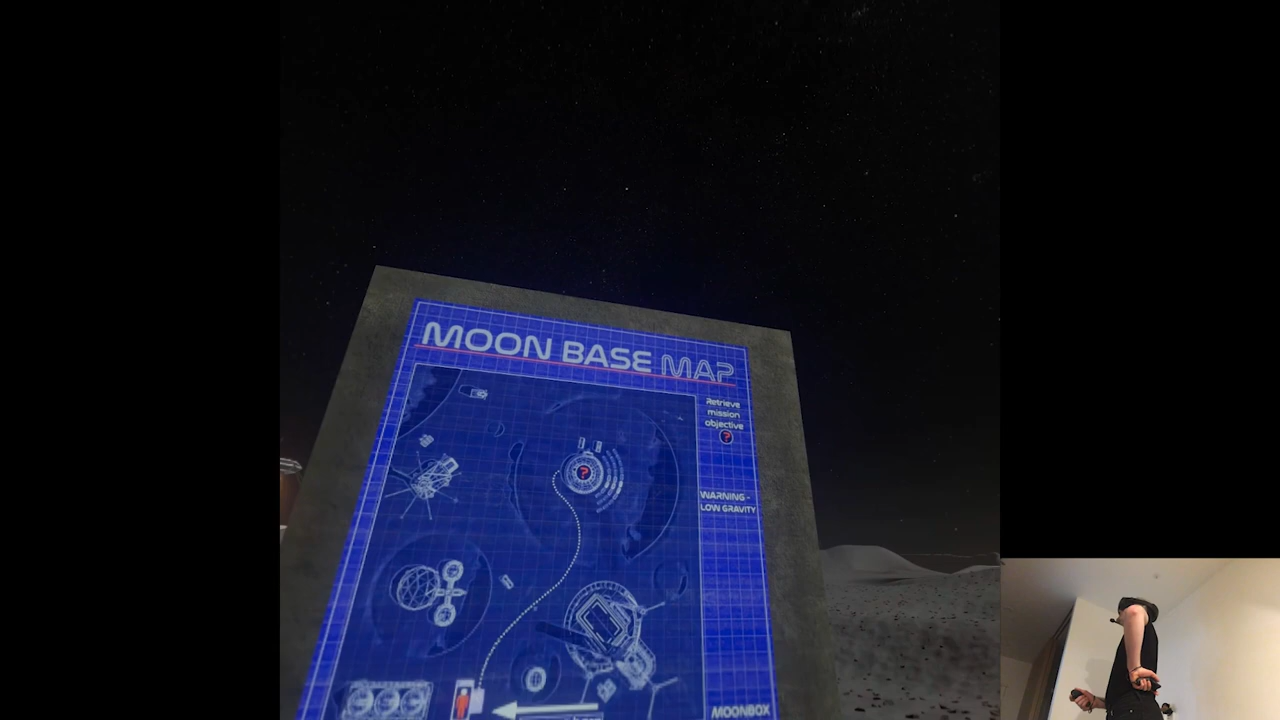 MOON BASE MAP
Retrieve
mission
objective
?
?
WARNING -
LOW GRAVITY
MOONBOX